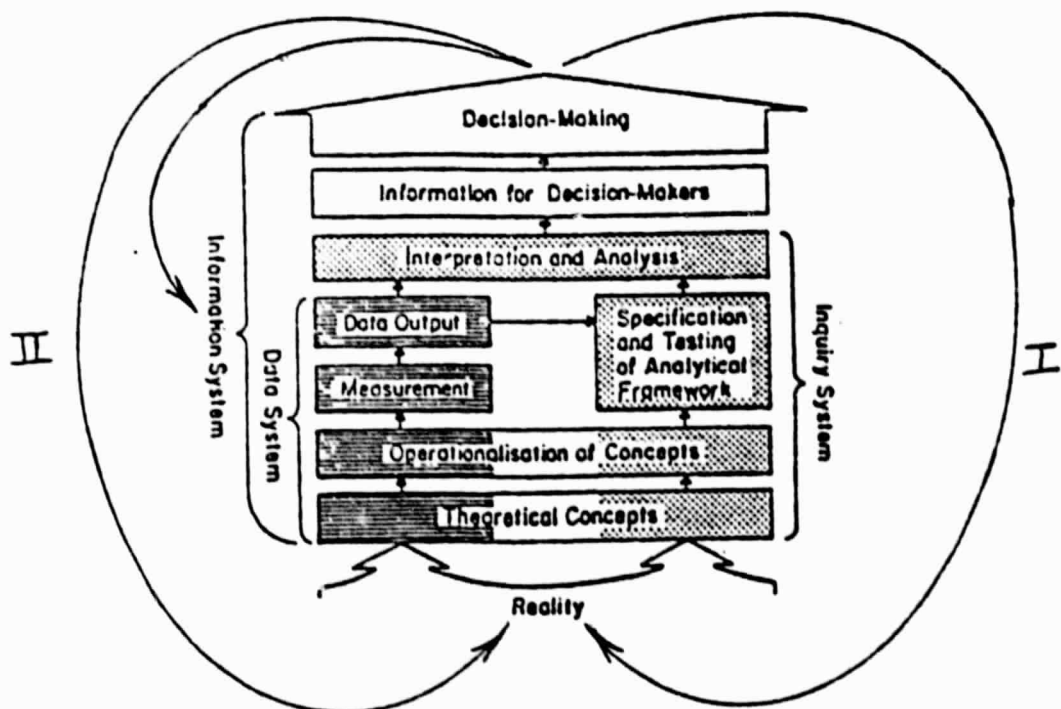 Decision-Making
Information for Decision-Makers
Interpretation and Analysis
Data Output
Specification
and Testing
of Analytical
Framework
Measurement
Operationalisation of Concepts
Theoretical Concepts
Reality
Information System
Data System
Inquiry System
II
I